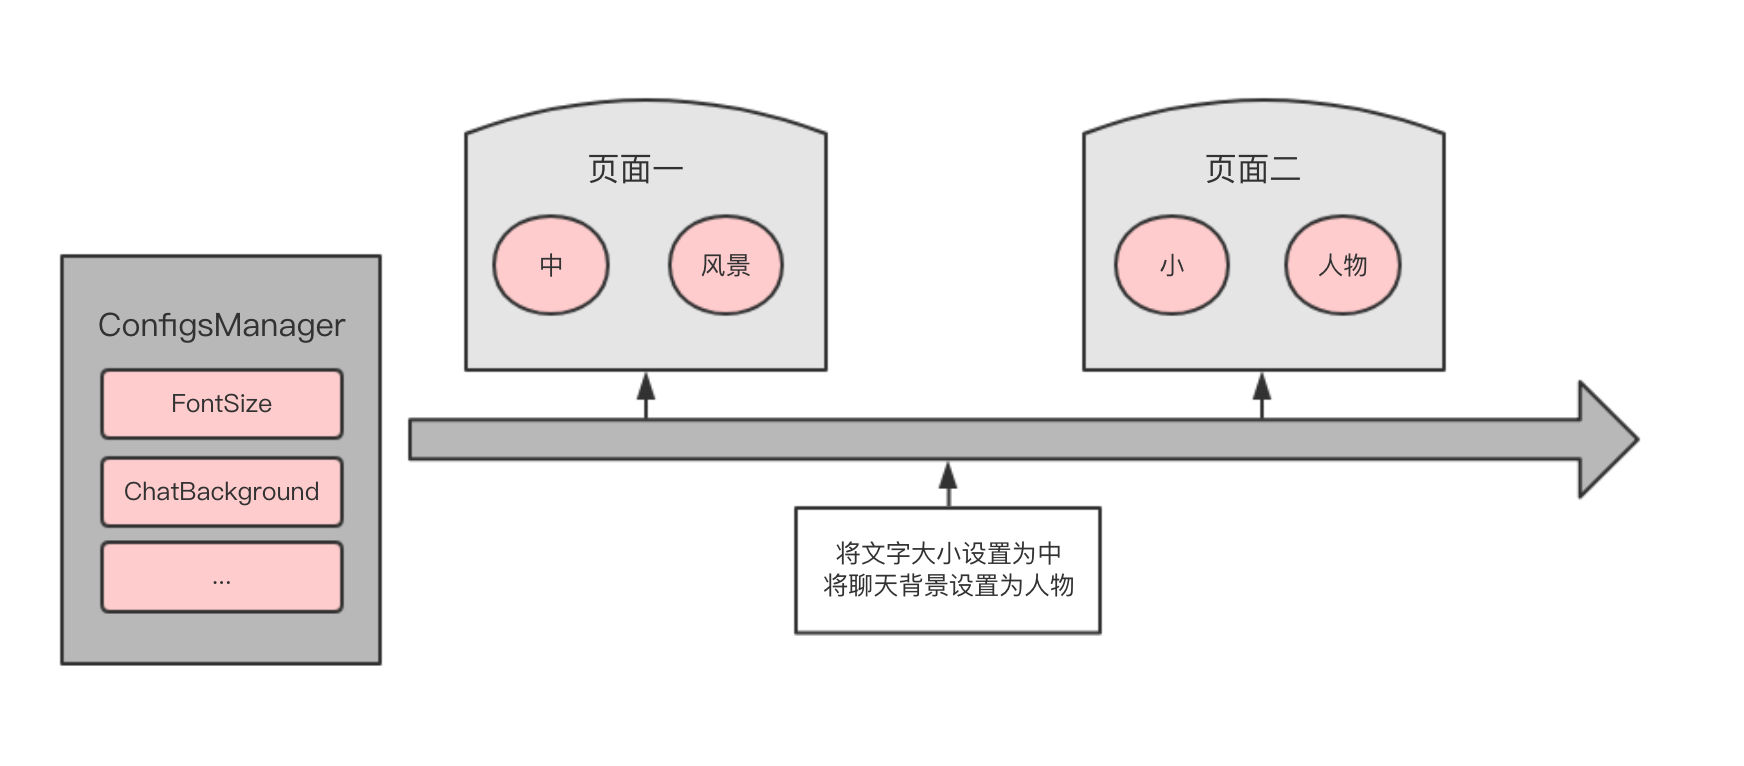 页面一
中
风景
页面二
小
人物
ConfigsManager
FontSize
ChatBackground
...
将文字大小设置为中
将聊天背景设置为人物